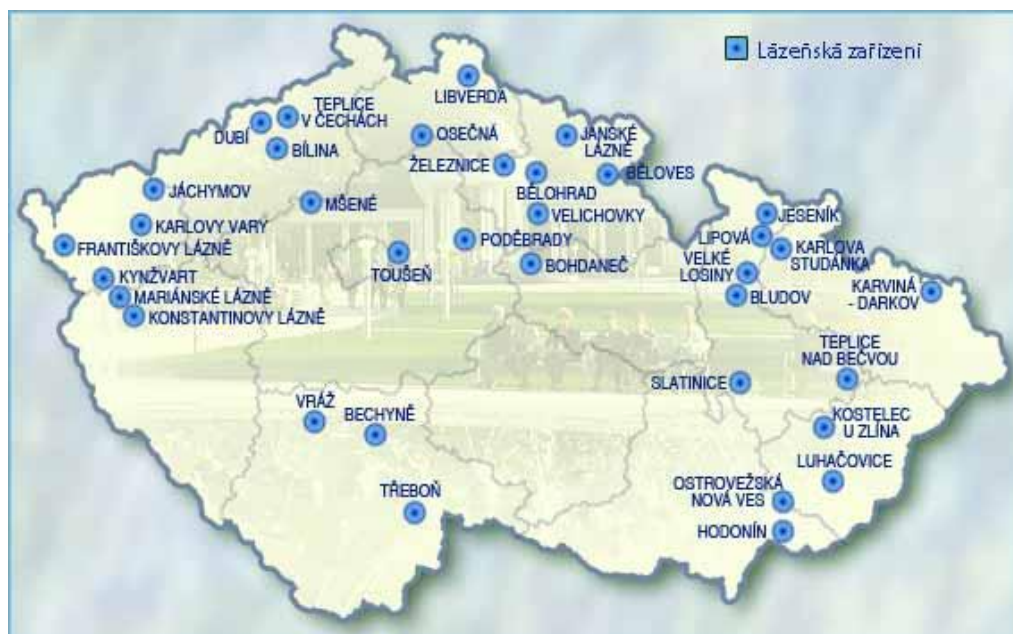 Lázeňská zařízení
LIBVERDA
TEPLICE
V ČECHÁCH
DUBÍ
BÍLINA
OSEČNÁ
JANSKÉ
LÁZNĚ
ŽELEZNICE
BĚLOVES
BĚLOHRAD
JÁCHYMOV
MŠENÉ
VELICHOVKY
JESENÍK
KARLOVY VARY
FRANTIŠKOVY LÁZNĚ
PODĚBRADY
LIPOVÁ
KARLOVA
STUDÁNKA
TOUŠEŇ
BOHDANEČ
VELKÉ
LOSINY
KYNŽVART
MARIÁNSKÉ LÁZNĚ
KONSTANTINOVY LÁZNĚ
BLUDOV
KARVINÁ
- DARKOV
TEPLICE
NAD BEČVOU
SLATINICE
VRÁŽ
BECHYNĚ
KOSTELEC
U ZLÍNA
LUHAČOVICE
TŘEBOŇ
OSTROVEŽSKÁ
NOVÁ VES
HODONÍN